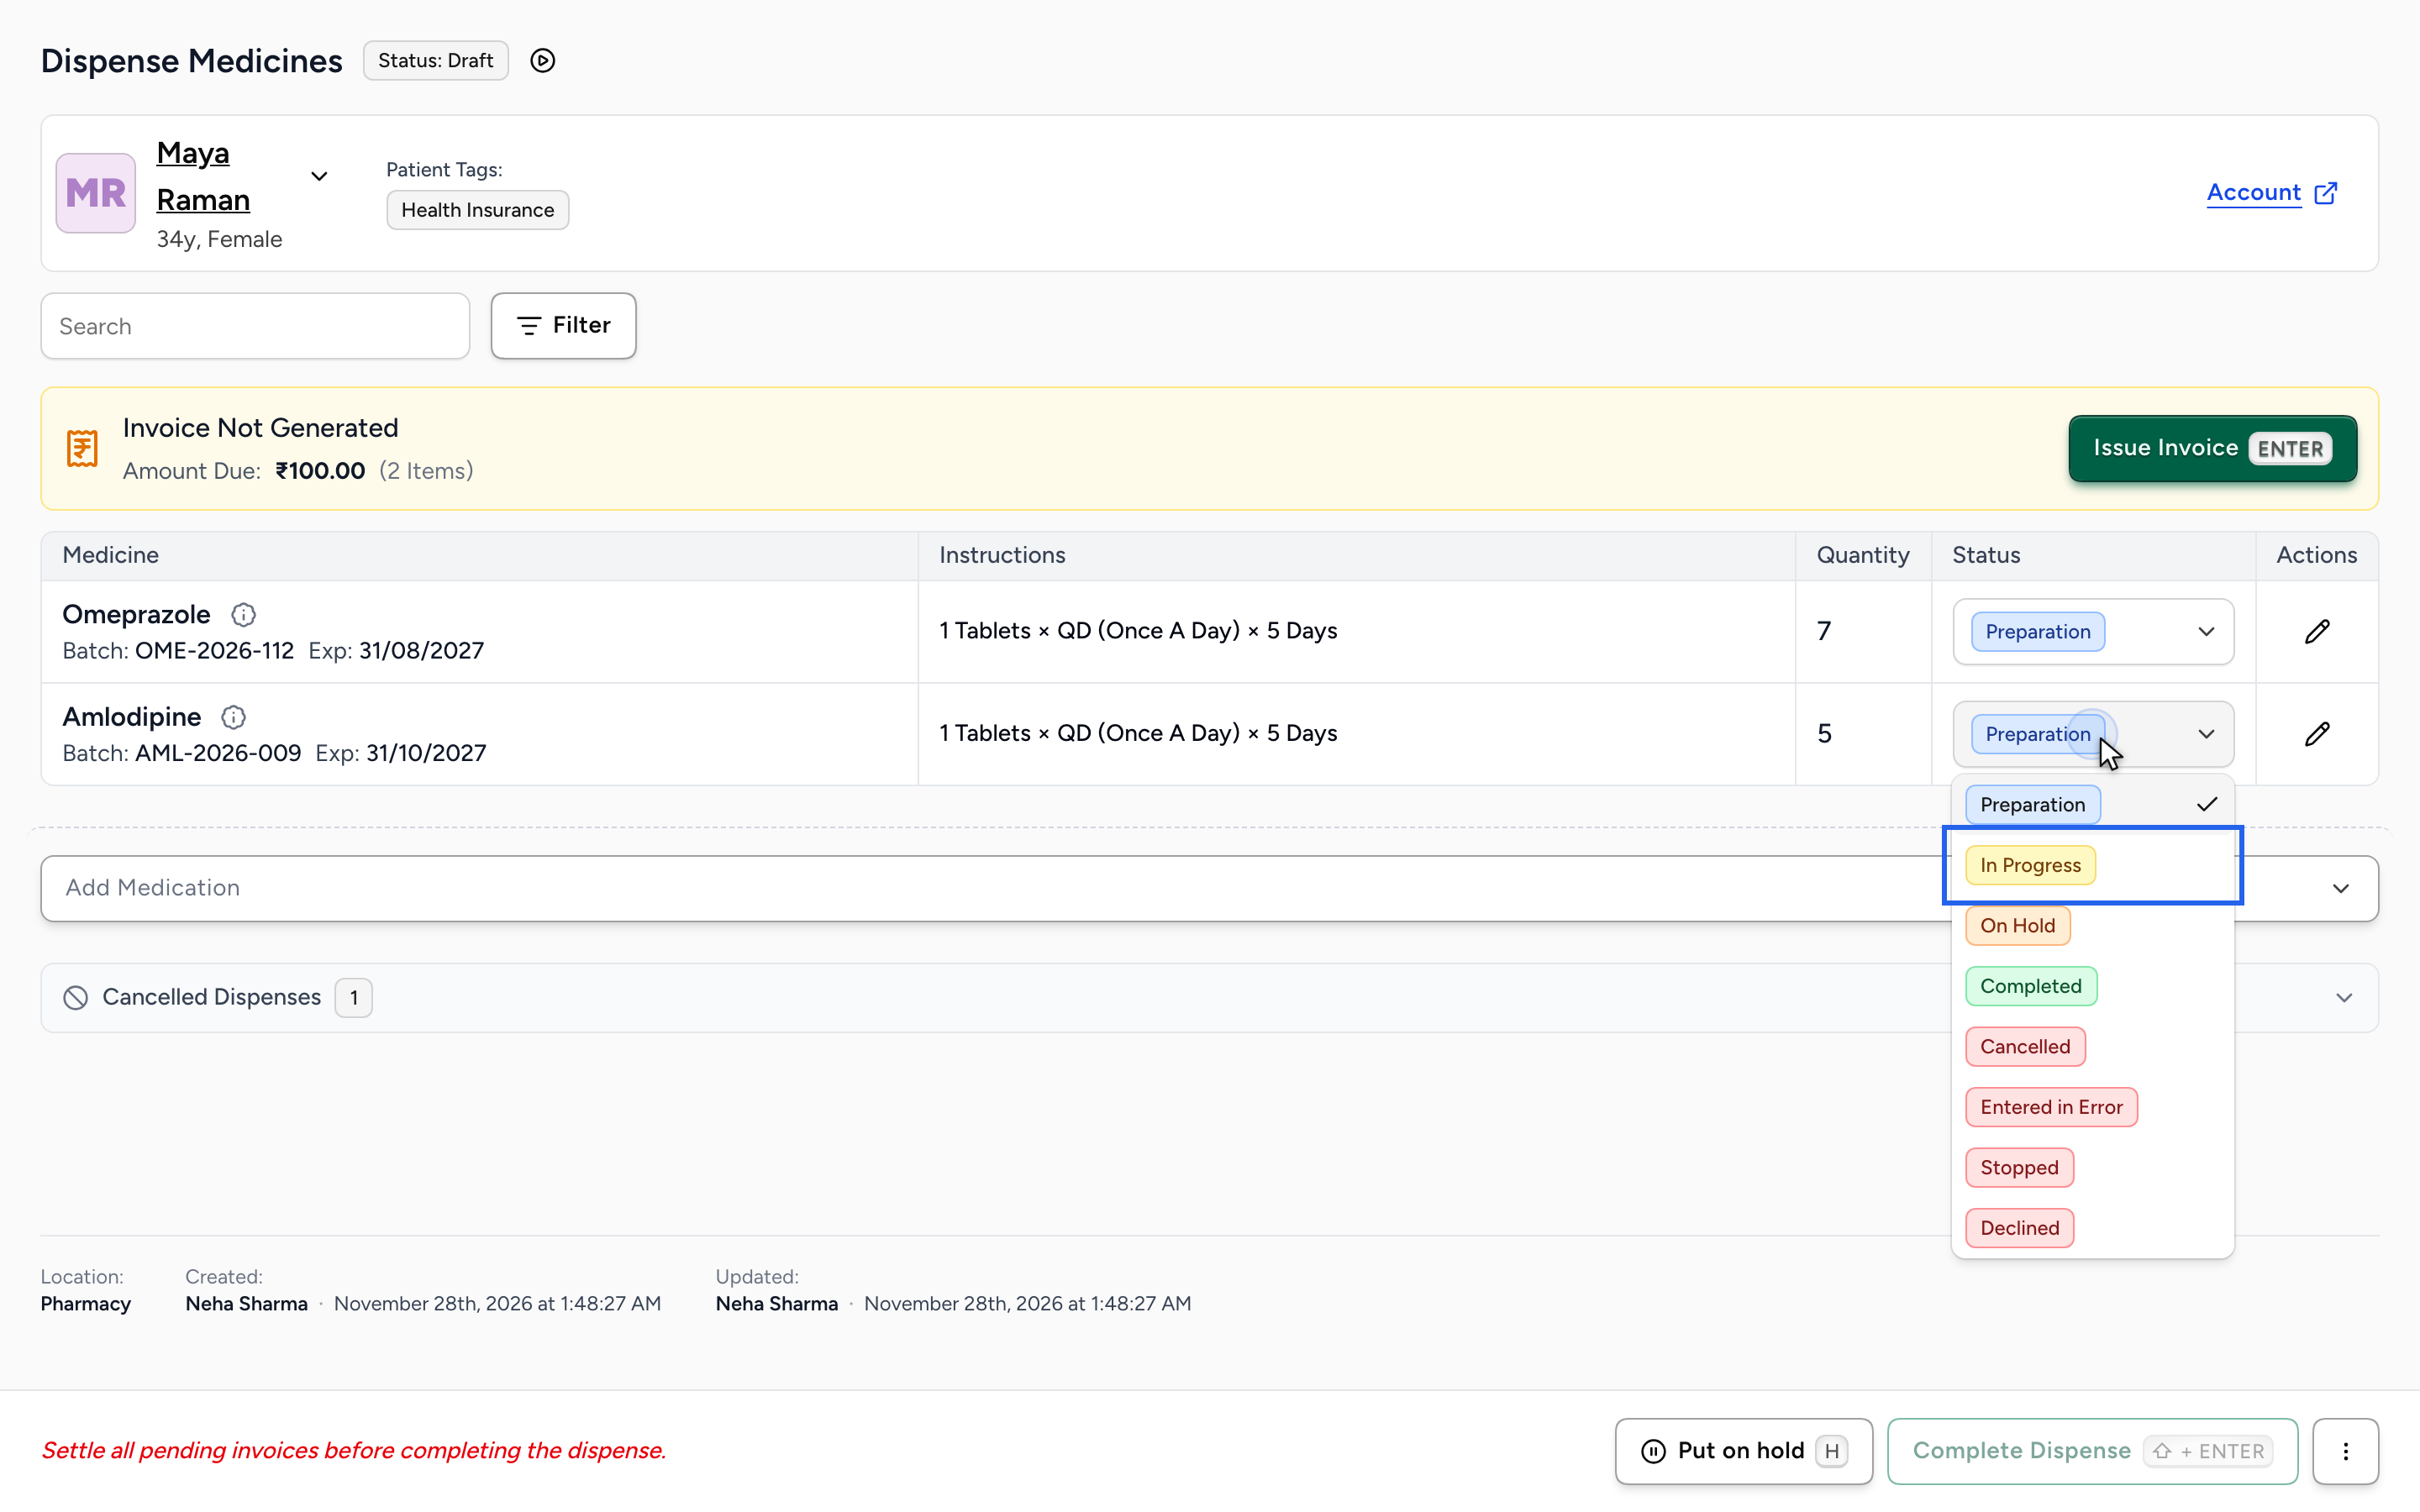 Dispense Medicines
Status: Draft
MR
Maya
Raman
34y, Female
Patient Tags:
Health Insurance
Account
Search
Filter
Invoice Not Generated
Amount Due: ₹100.00 (2 Items)
Issue Invoice ENTER
Medicine Instructions Quantity Status Actions
Omeprazole
Batch: OME-2026-112 Exp: 31/08/2027
1 Tablets × QD (Once A Day) × 5 Days
7
Preparation
Amlodipine
Batch: AML-2026-009 Exp: 31/10/2027
1 Tablets × QD (Once A Day) × 5 Days
5
Preparation
Preparation
In Progress
On Hold
Completed
Cancelled
Entered in Error
Stopped
Declined
Add Medication
Cancelled Dispenses 1
Location:
Pharmacy
Created:
Neha Sharma · November 28th, 2026 at 1:48:27 AM
Updated:
Neha Sharma · November 28th, 2026 at 1:48:27 AM
Settle all pending invoices before completing the dispense.
Put on hold H
Complete Dispense ⇧ + ENTER